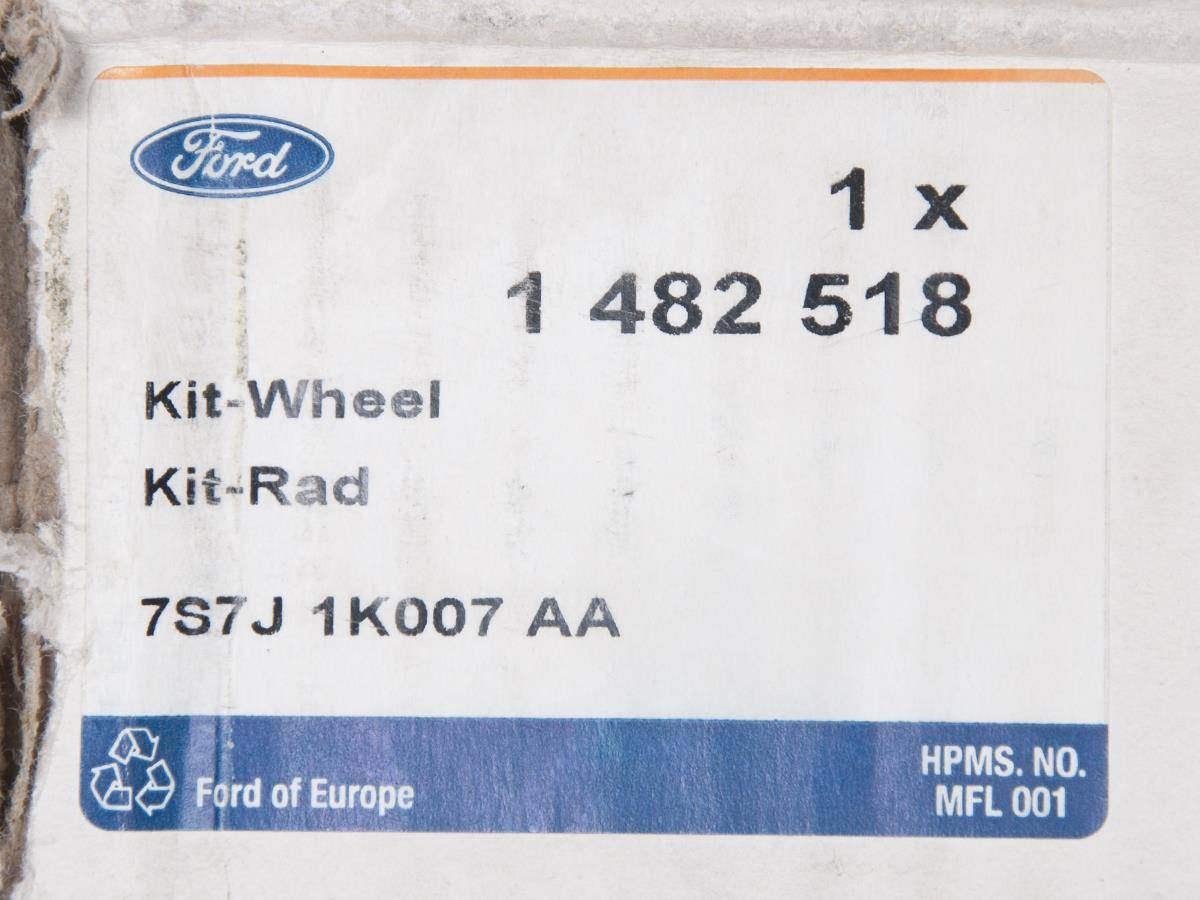 Ford
1 x
1 482 518
Kit-Wheel
Kit-Rad
7S7J 1K007 AA
Ford of Europe
HPMS. NO.
MFL 001